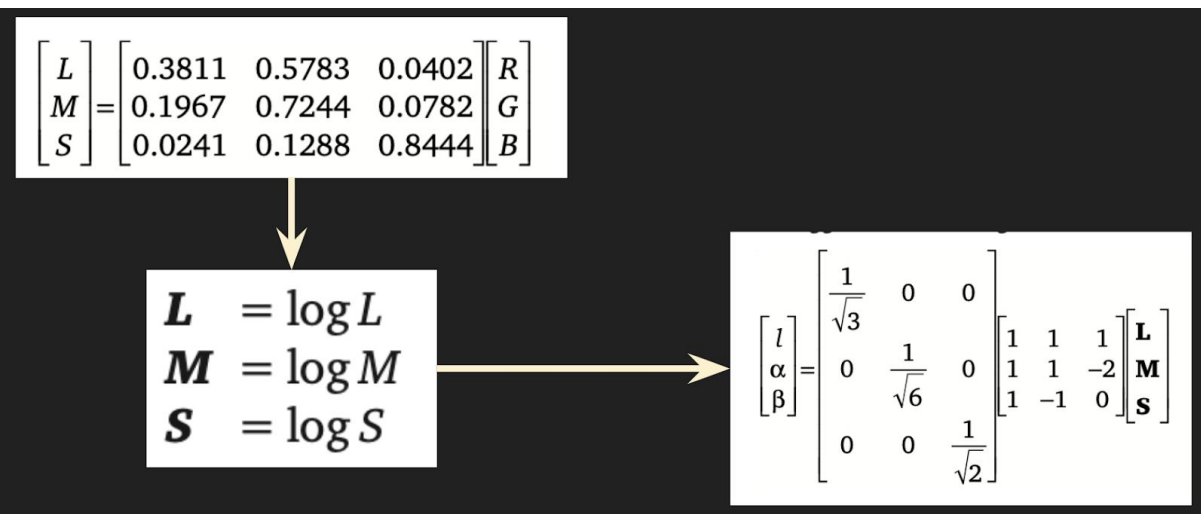 [L M S] = [0.3811 0.5783 0.0402 R
0.1967 0.7244 0.0782 G
0.0241 0.1288 0.8444 B]
L = log L
M = log M
S = log S
[l α β] = [1/√3 0 0
0 1/√6 0
0 0 1/√2]
[1 1 1
1 1 −2
1 −1 0]
[L
M
S]